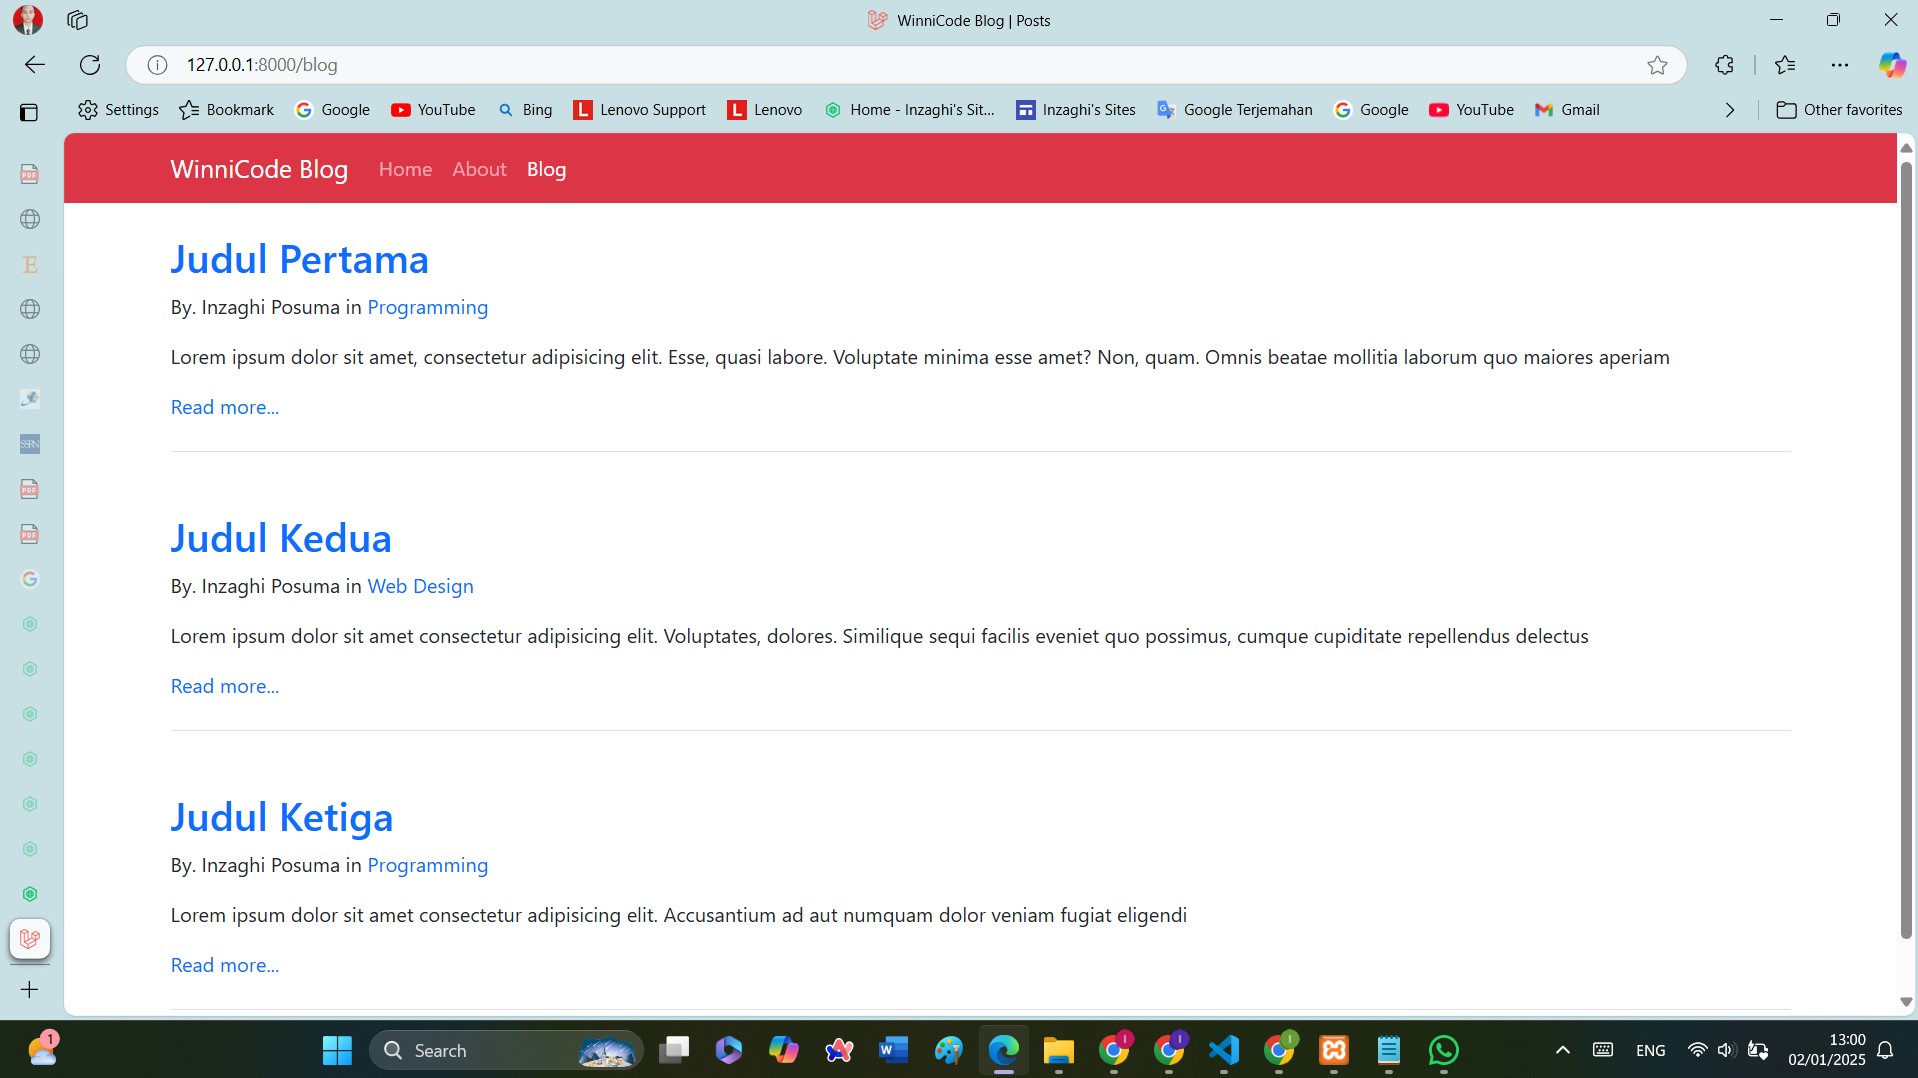 WinniCode Blog | Posts
127.0.0.1:8000/blog
Settings
Bookmark
Google
YouTube
Bing
Lenovo Support
Lenovo
Home - Inzaghi's Sit...
Inzaghi's Sites
Google Terjemahan
Google
YouTube
Gmail
Other favorites
WinniCode Blog
Home
About
Blog
Judul Pertama
By. Inzaghi Posuma in Programming
Lorem ipsum dolor sit amet, consectetur adipisicing elit. Esse, quasi labore. Voluptate minima esse amet? Non, quam. Omnis beatae mollitia laborum quo maiores aperiam
Read more...
Judul Kedua
By. Inzaghi Posuma in Web Design
Lorem ipsum dolor sit amet consectetur adipisicing elit. Voluptates, dolores. Similique sequi facilis eveniet quo possimus, cumque cupiditate repellendus delectus
Read more...
Judul Ketiga
By. Inzaghi Posuma in Programming
Lorem ipsum dolor sit amet consectetur adipisicing elit. Accusantium ad aut numquam dolor veniam fugiat eligendi
Read more...
1
Search
ENG
13:00
02/01/2025